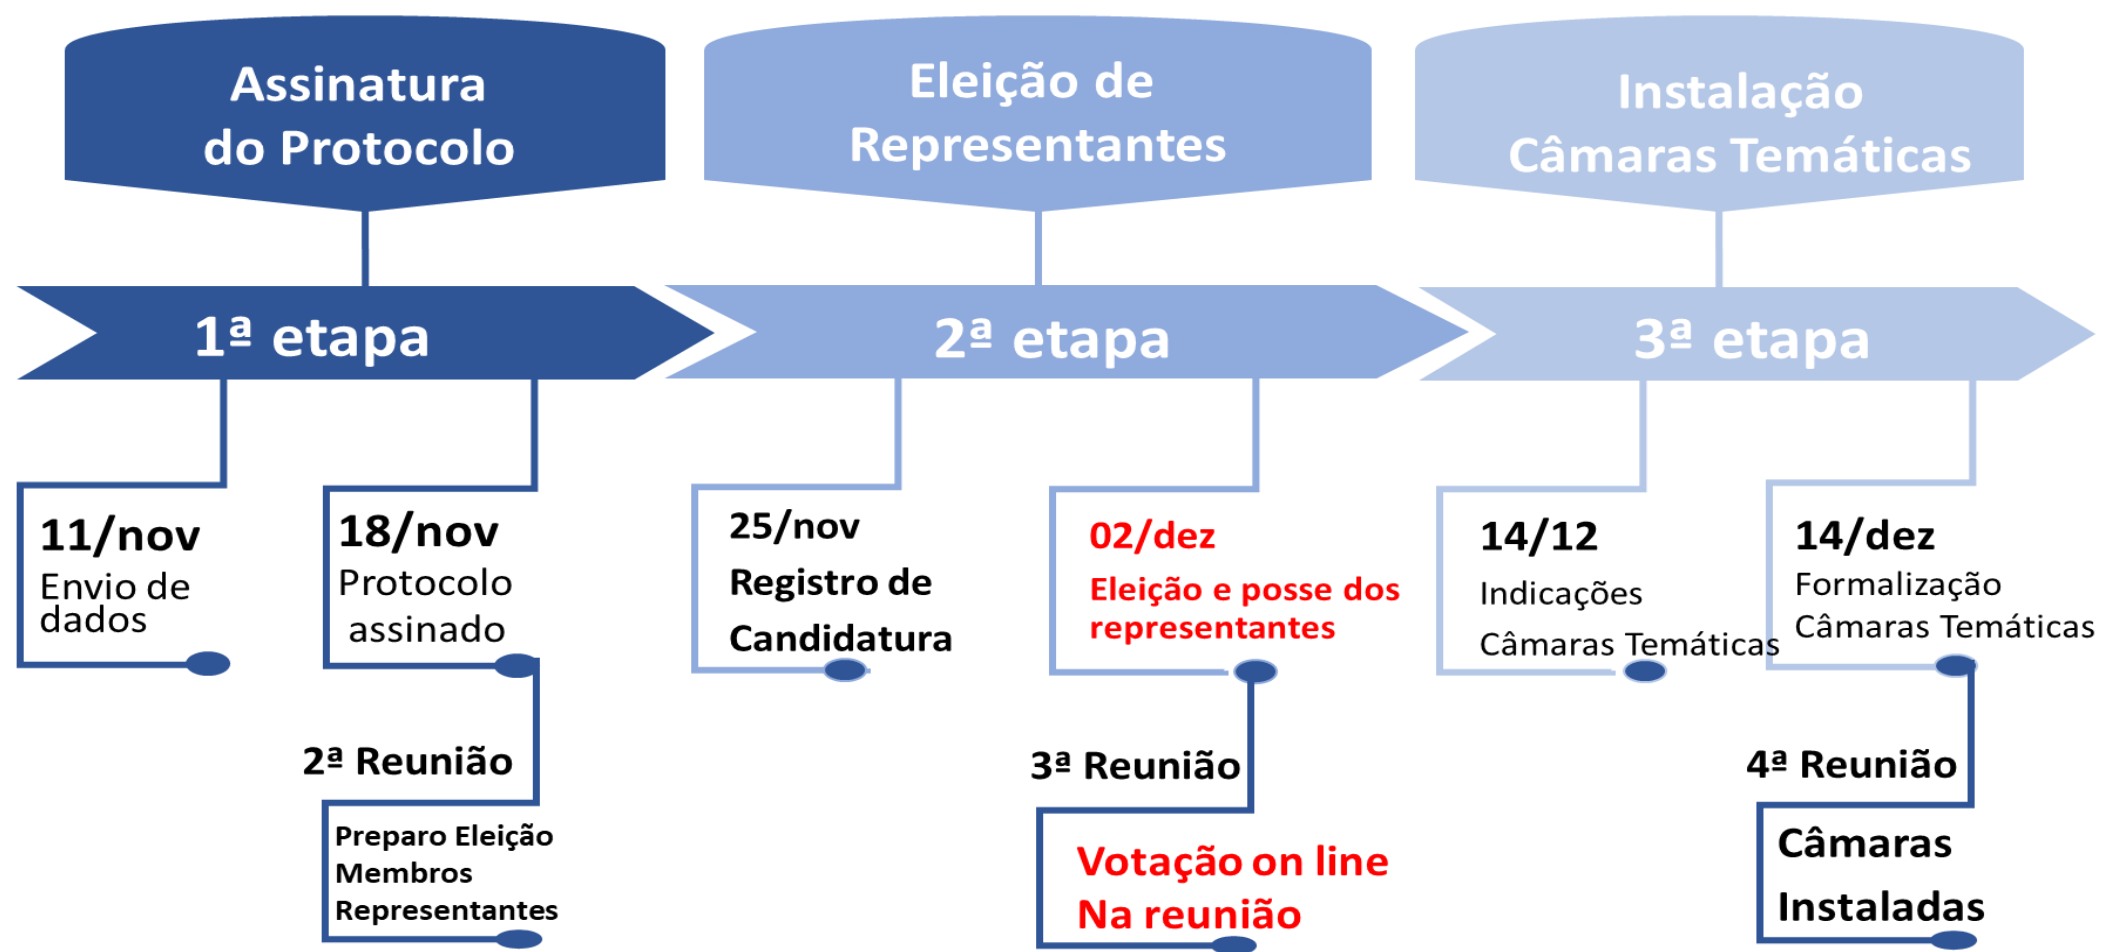 Assinatura
do Protocolo
Eleição de
Representantes
Instalação
Câmaras Temáticas
1ª etapa
2ª etapa
3ª etapa
11/nov
Envio de
dados
18/nov
Protocolo
assinado
25/nov
Registro de
Candidatura
02/dez
Eleição e posse dos
representantes
14/12
Indicações
Câmaras Temáticas
14/dez
Formalização
Câmaras Temáticas
2ª Reunião
Preparo Eleição
Membros
Representantes
3ª Reunião
Votação on line
Na reunião
4ª Reunião
Câmaras
Instaladas